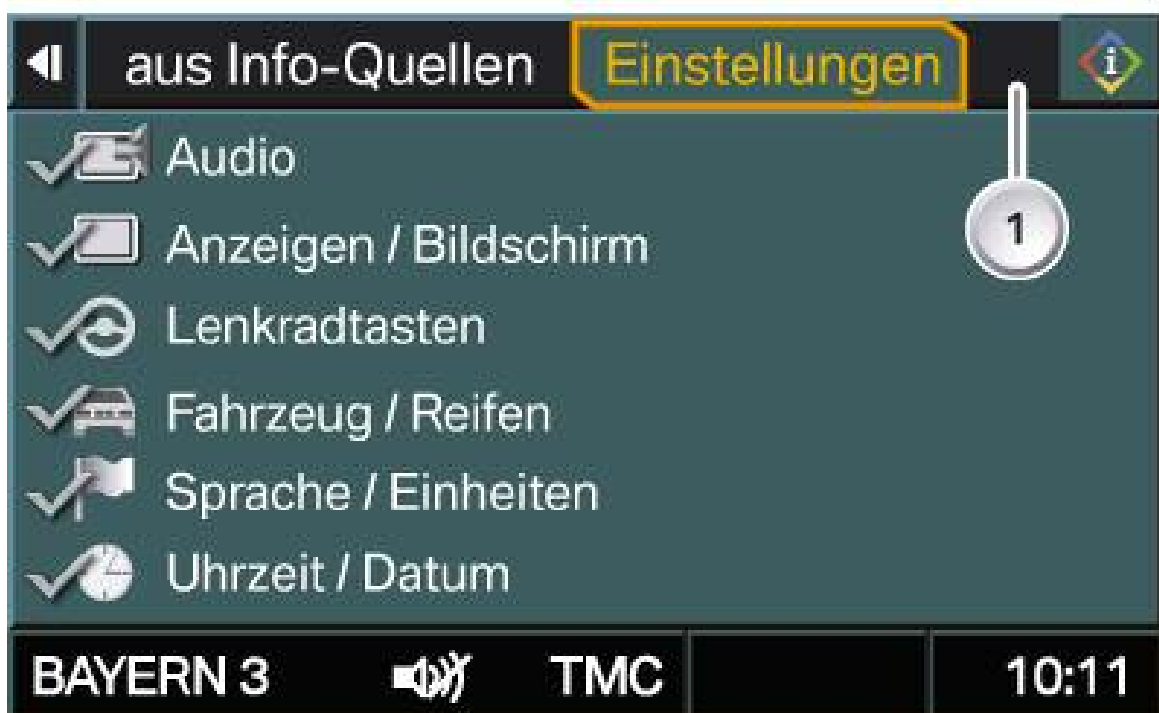 aus Info-Quellen Einstellungen i
Audio
1
Anzeigen / Bildschirm
Lenkradtasten
Fahrzeug / Reifen
Sprache / Einheiten
Uhrzeit / Datum
BAYERN 3 TMC 10:11